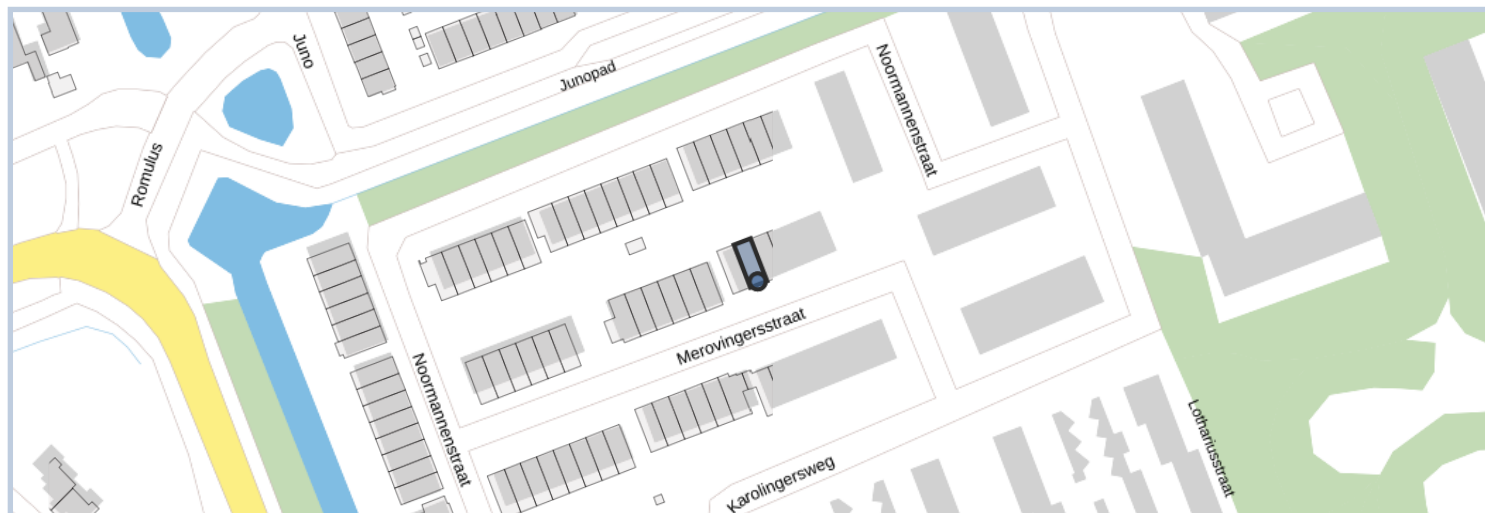 Juno
Junopad
Noormannenstraat
Romulus
Merovingersstraat
Noormannenstraat
Lothariusstraat
Karolingersweg